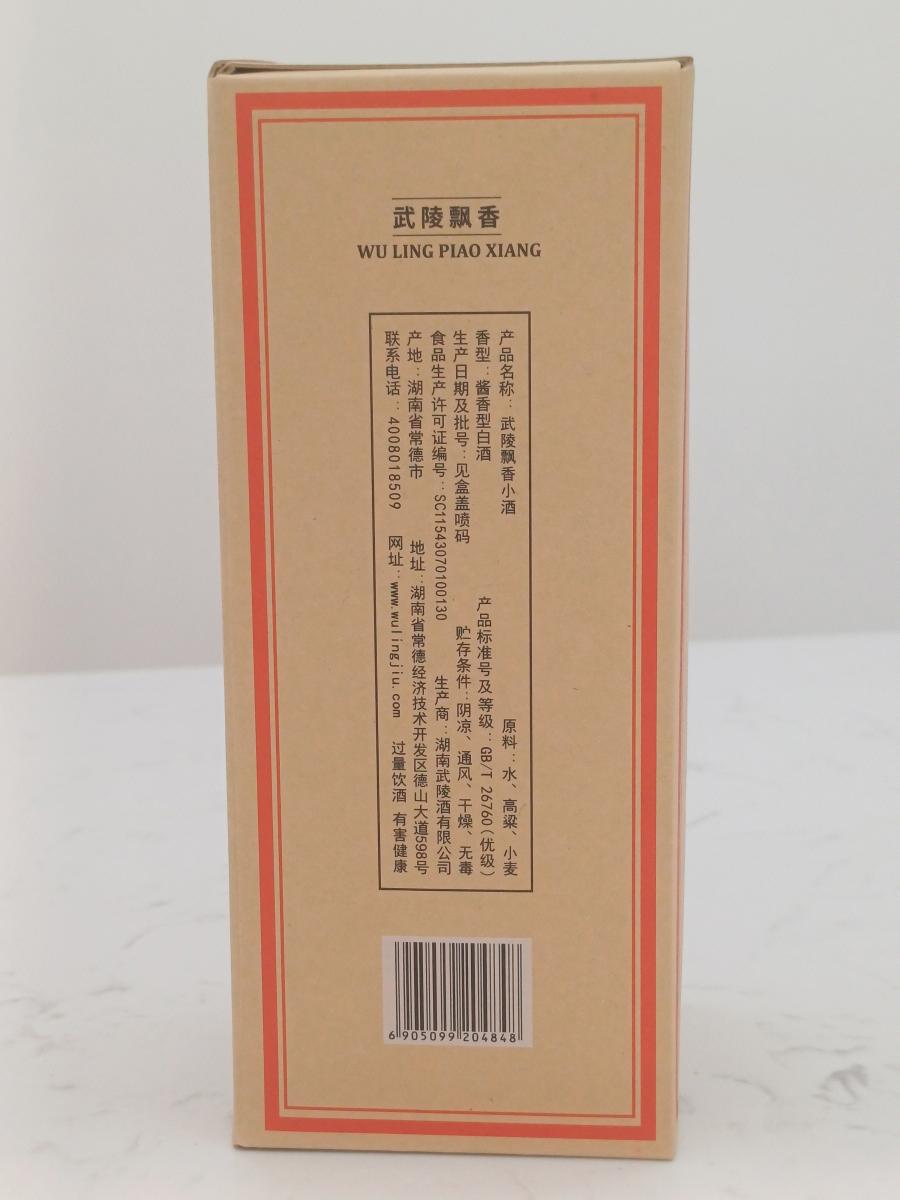 武陵飘香
WU LING PIAO XIANG
产品名称：武陵飘香小酒 原料：水、高粱、小麦
香型：酱香型白酒 产品标准号及等级：GB/T 26760(优级)
生产日期及批号：见盒盖喷码 贮存条件：阴凉、通风、干燥、无毒
食品生产许可证编号：SC11543070100130 生产商：湖南武陵酒有限公司
产地：湖南省常德市 地址：湖南省常德经济技术开发区德山大道598号
联系电话：4008018509 网址：www.wulingjiu.com 过量饮酒 有害健康
6 905099 204848